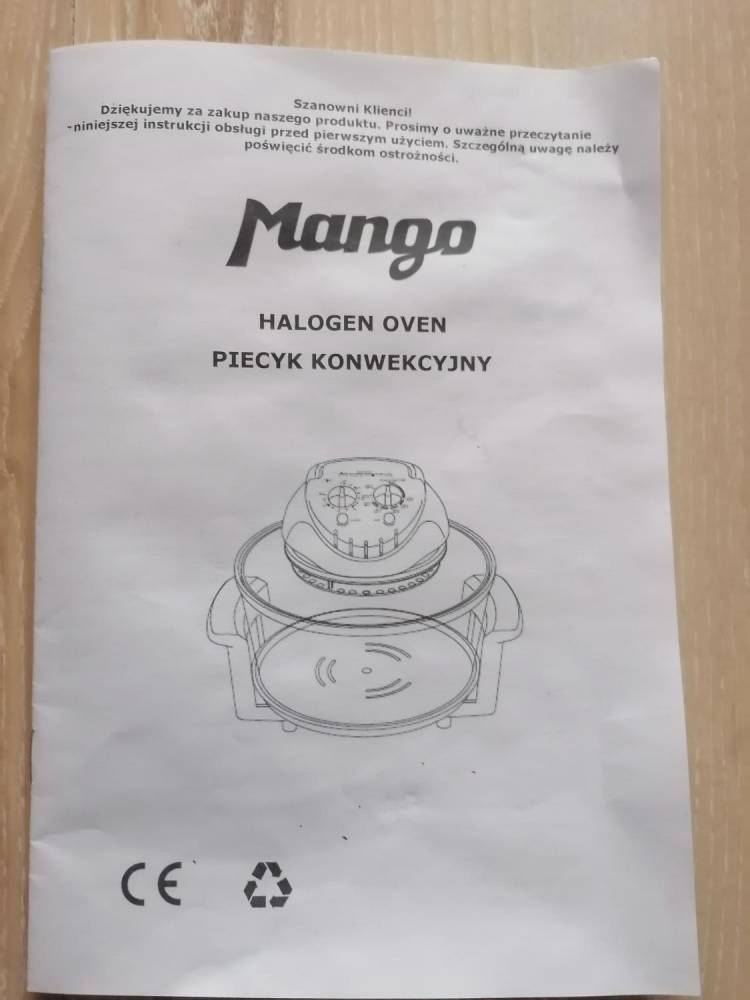 Szanowni Klienci!
Dziękujemy za zakup naszego produktu. Prosimy o uważne przeczytanie
-niniejszej instrukcji obsługi przed pierwszym użyciem. Szczególną uwagę należy
poświęcić środkom ostrożności.
Mango
HALOGEN OVEN
PIECYK KONWEKCYJNY
CE